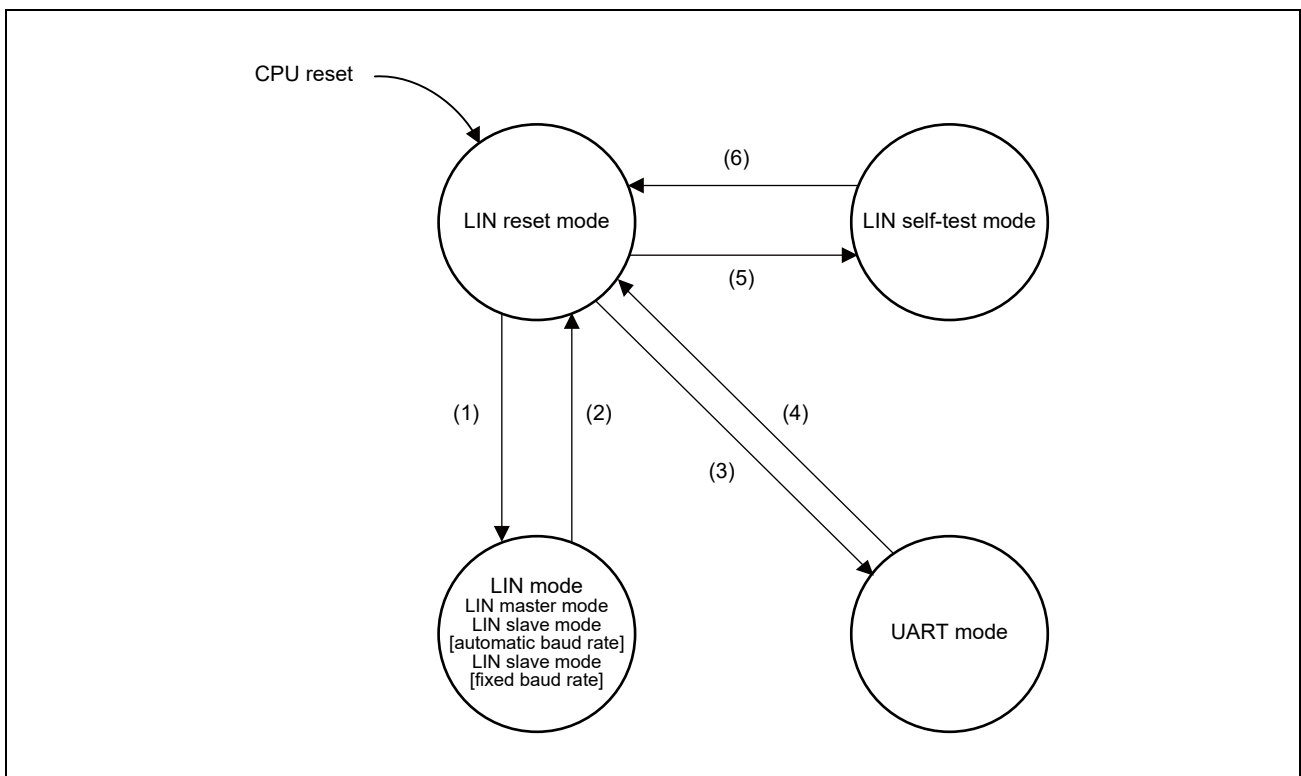 CPU reset
(6)
LIN reset mode
LIN self-test mode
(5)
(1)
(2)
(4)
(3)
LIN mode
LIN master mode
LIN slave mode
[automatic baud rate]
LIN slave mode
[fixed baud rate]
UART mode